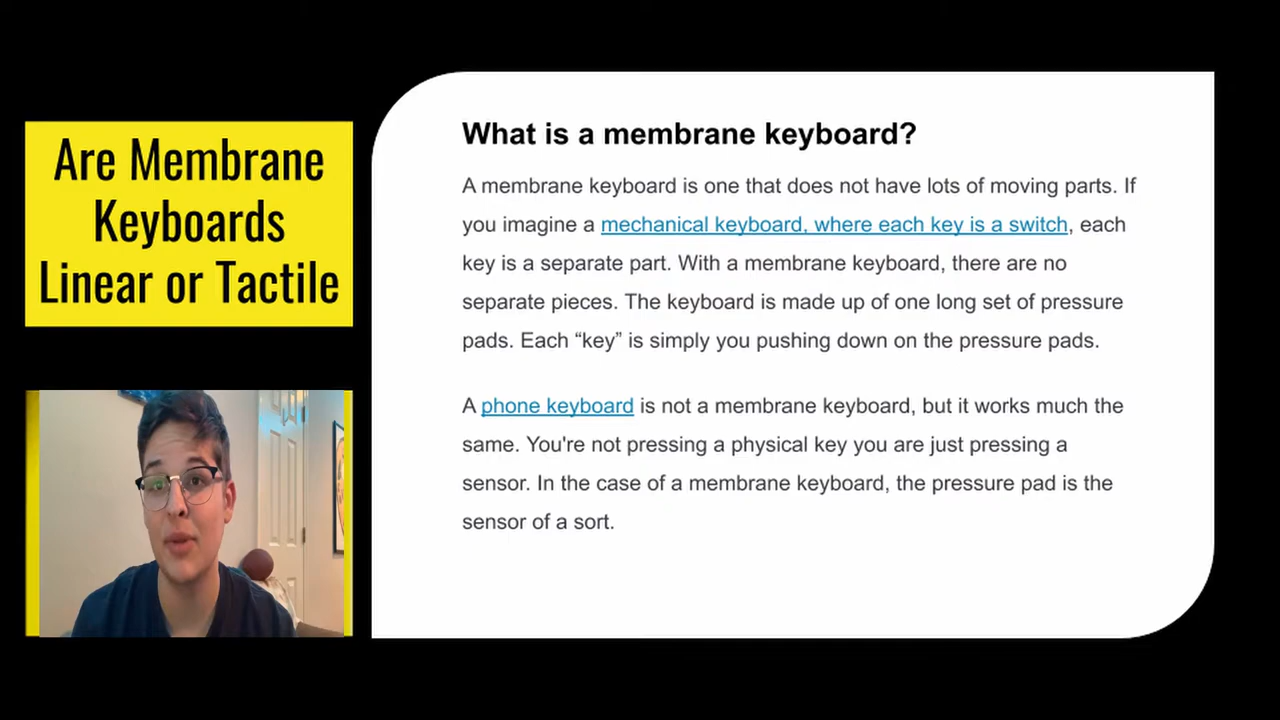 Are Membrane
Keyboards
Linear or Tactile
What is a membrane keyboard?
A membrane keyboard is one that does not have lots of moving parts. If
you imagine a mechanical keyboard, where each key is a switch, each
key is a separate part. With a membrane keyboard, there are no
separate pieces. The keyboard is made up of one long set of pressure
pads. Each “key” is simply you pushing down on the pressure pads.
A phone keyboard is not a membrane keyboard, but it works much the
same. You're not pressing a physical key you are just pressing a
sensor. In the case of a membrane keyboard, the pressure pad is the
sensor of a sort.